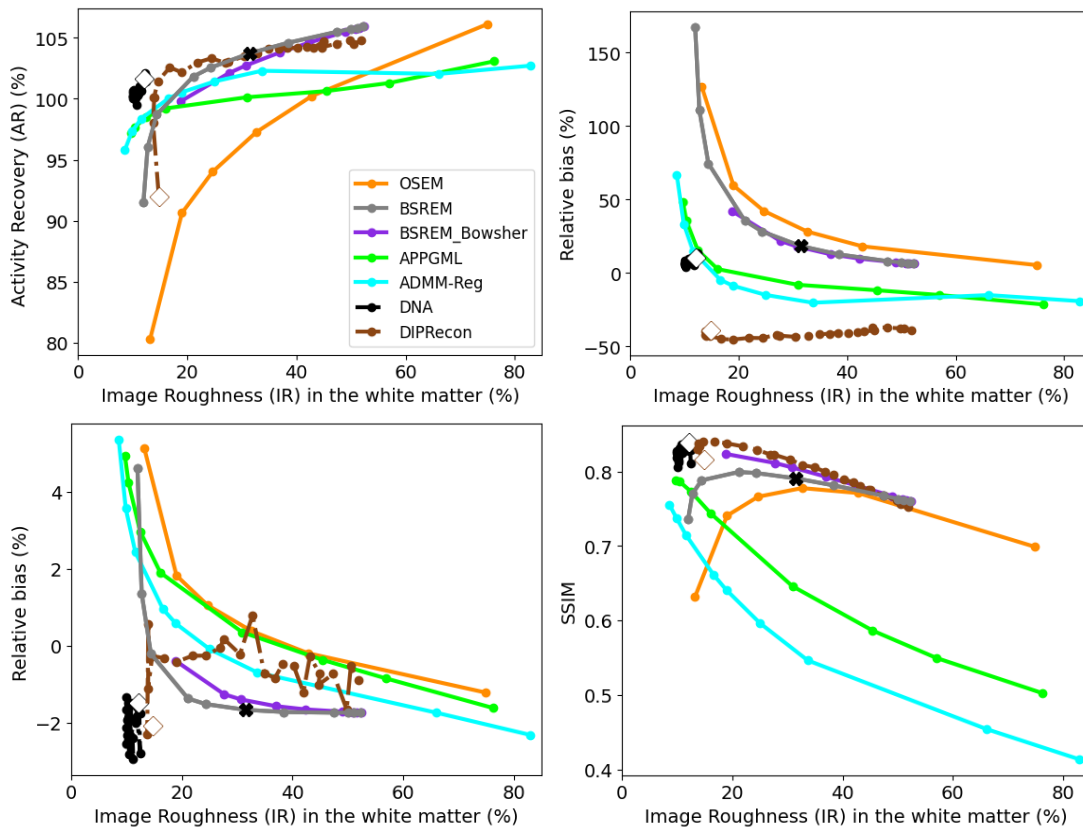 Activity Recovery (AR) (%)
105
100
95
90
85
80
OSEM
BSREM
BSREM_Bowsher
APPGML
ADMM-Reg
DNA
DIPRecon
0 20 40 60 80
Image Roughness (IR) in the white matter (%)
Relative bias (%)
150
100
50
0
−50
0 20 40 60 80
Image Roughness (IR) in the white matter (%)
Relative bias (%)
4
2
0
−2
0 20 40 60 80
Image Roughness (IR) in the white matter (%)
SSIM
0.8
0.7
0.6
0.5
0.4
0 20 40 60 80
Image Roughness (IR) in the white matter (%)